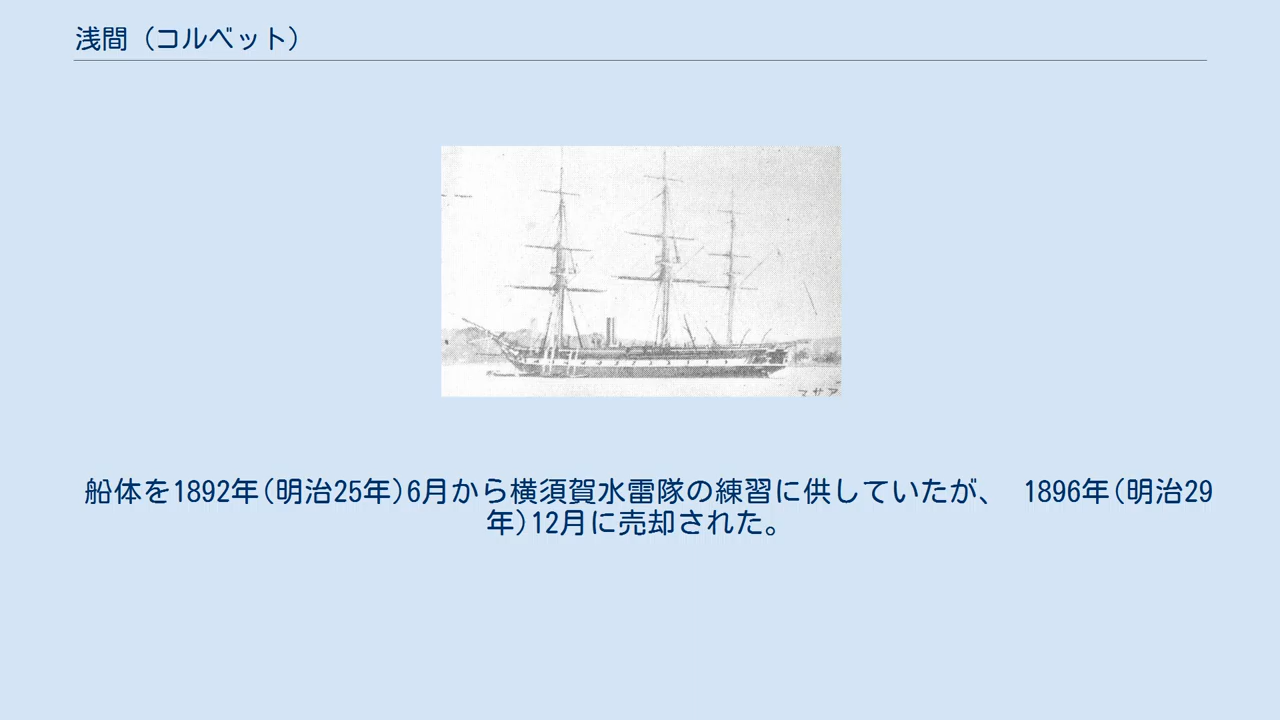 浅間（コルベット）
マサア
船体を1892年(明治25年)6月から横須賀水雷隊の練習に供していたが、 1896年(明治29
年)12月に売却された。